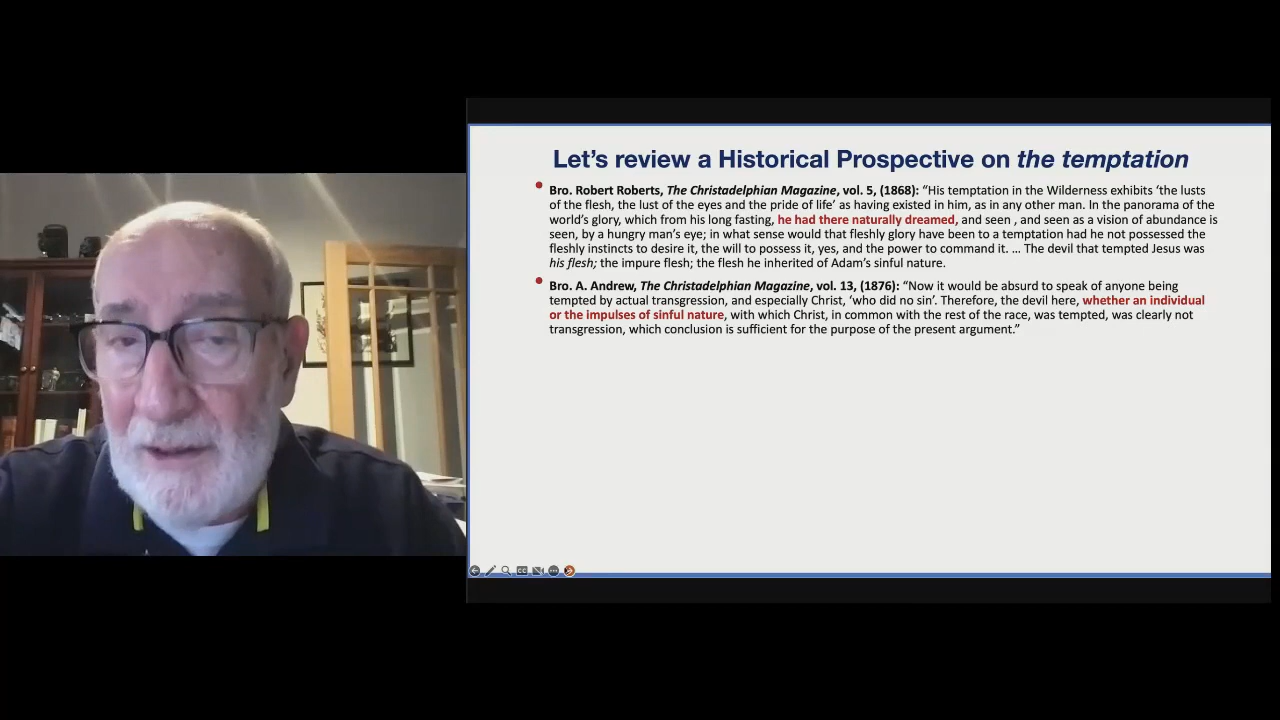 Let's review a Historical Prospective on the temptation
• Bro. Robert Roberts, The Christadelphian Magazine, vol. 5, (1868): “His temptation in the Wilderness exhibits ‘the lusts
of the flesh, the lust of the eyes and the pride of life’ as having existed in him, as in any other man. In the panorama of the
world’s glory, which from his long fasting, he had there naturally dreamed, and seen , and seen as a vision of abundance is
seen, by a hungry man’s eye; in what sense would that fleshly glory have been to a temptation had he not possessed the
fleshly instincts to desire it, the will to possess it, yes, and the power to command it. … The devil that tempted Jesus was
his flesh; the impure flesh; the flesh he inherited of Adam’s sinful nature.
• Bro. A. Andrew, The Christadelphian Magazine, vol. 13, (1876): “Now it would be absurd to speak of anyone being
tempted by actual transgression, and especially Christ, ‘who did no sin’. Therefore, the devil here, whether an individual
or the impulses of sinful nature, with which Christ, in common with the rest of the race, was tempted, was clearly not
transgression, which conclusion is sufficient for the purpose of the present argument.”
CC